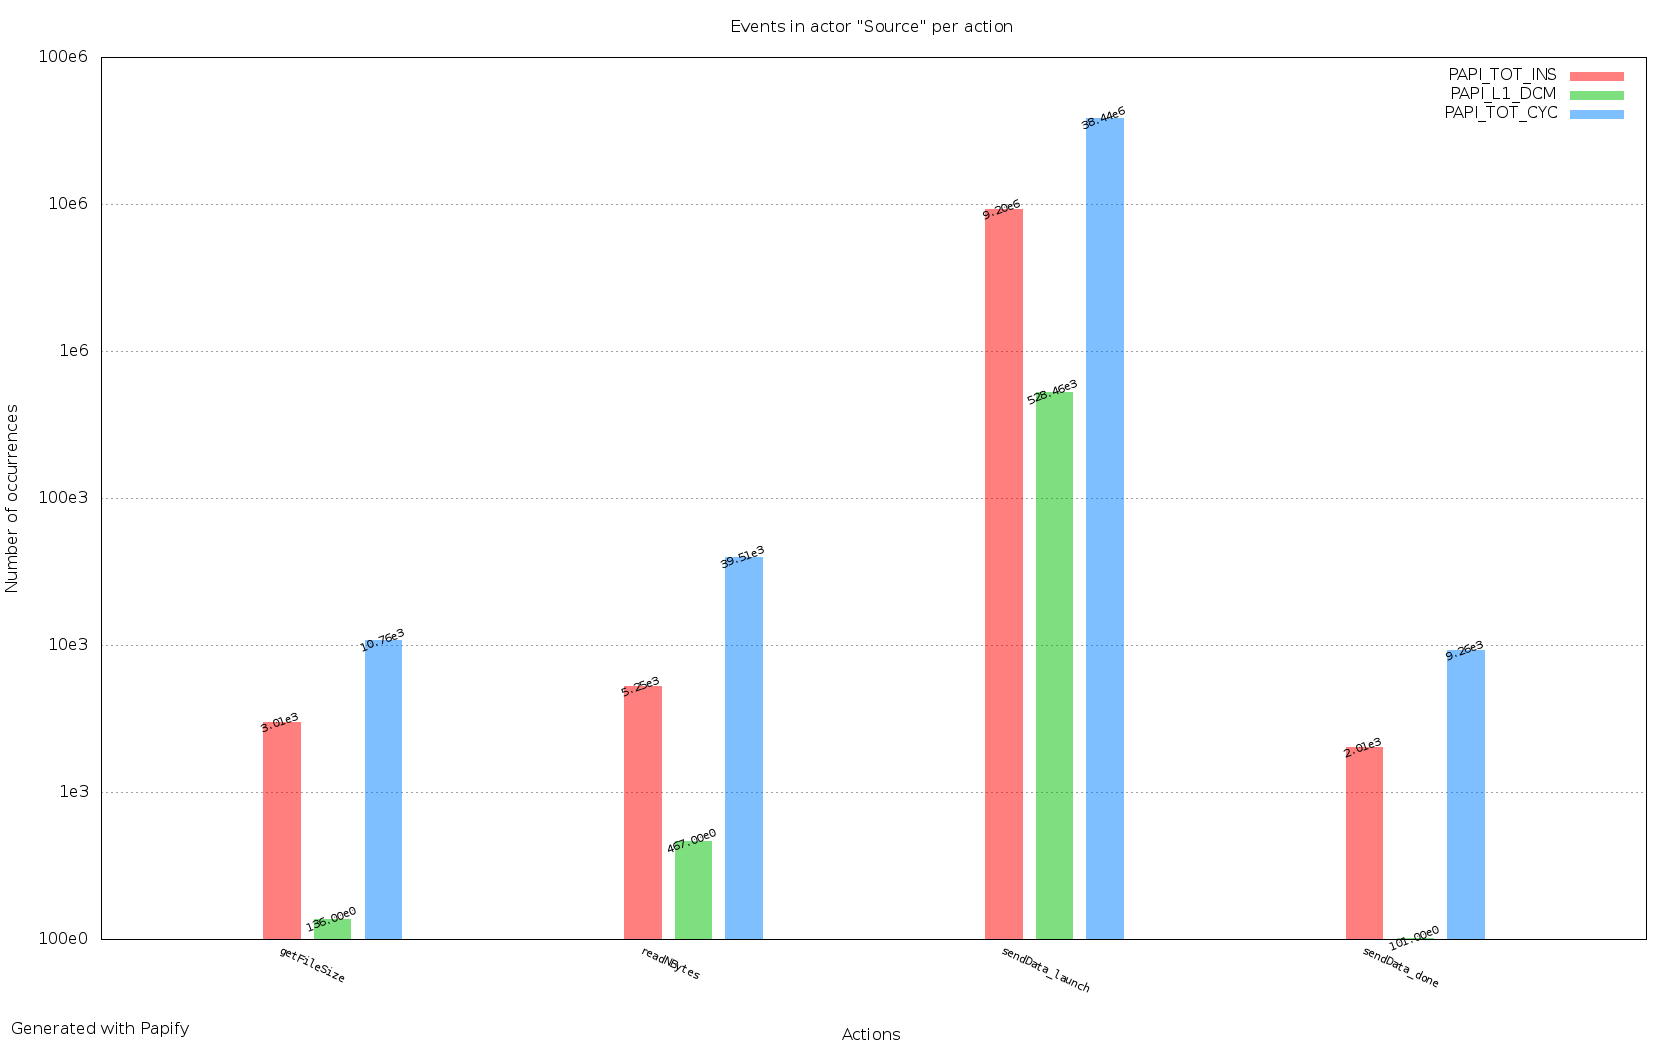 Events in actor "Source" per action
100e6
10e6
1e6
100e3
10e3
1e3
100e0
Number of occurrences
PAPI_TOT_INS
PAPI_L1_DCM
PAPI_TOT_CYC
3.01e3
136.00e0
10.76e3
5.25e3
467.00e0
39.51e3
9.20e6
528.46e3
38.44e6
2.01e3
101.00e0
9.26e3
getFileSize
readNBytes
sendData_launch
sendData_done
Actions
Generated with Papify